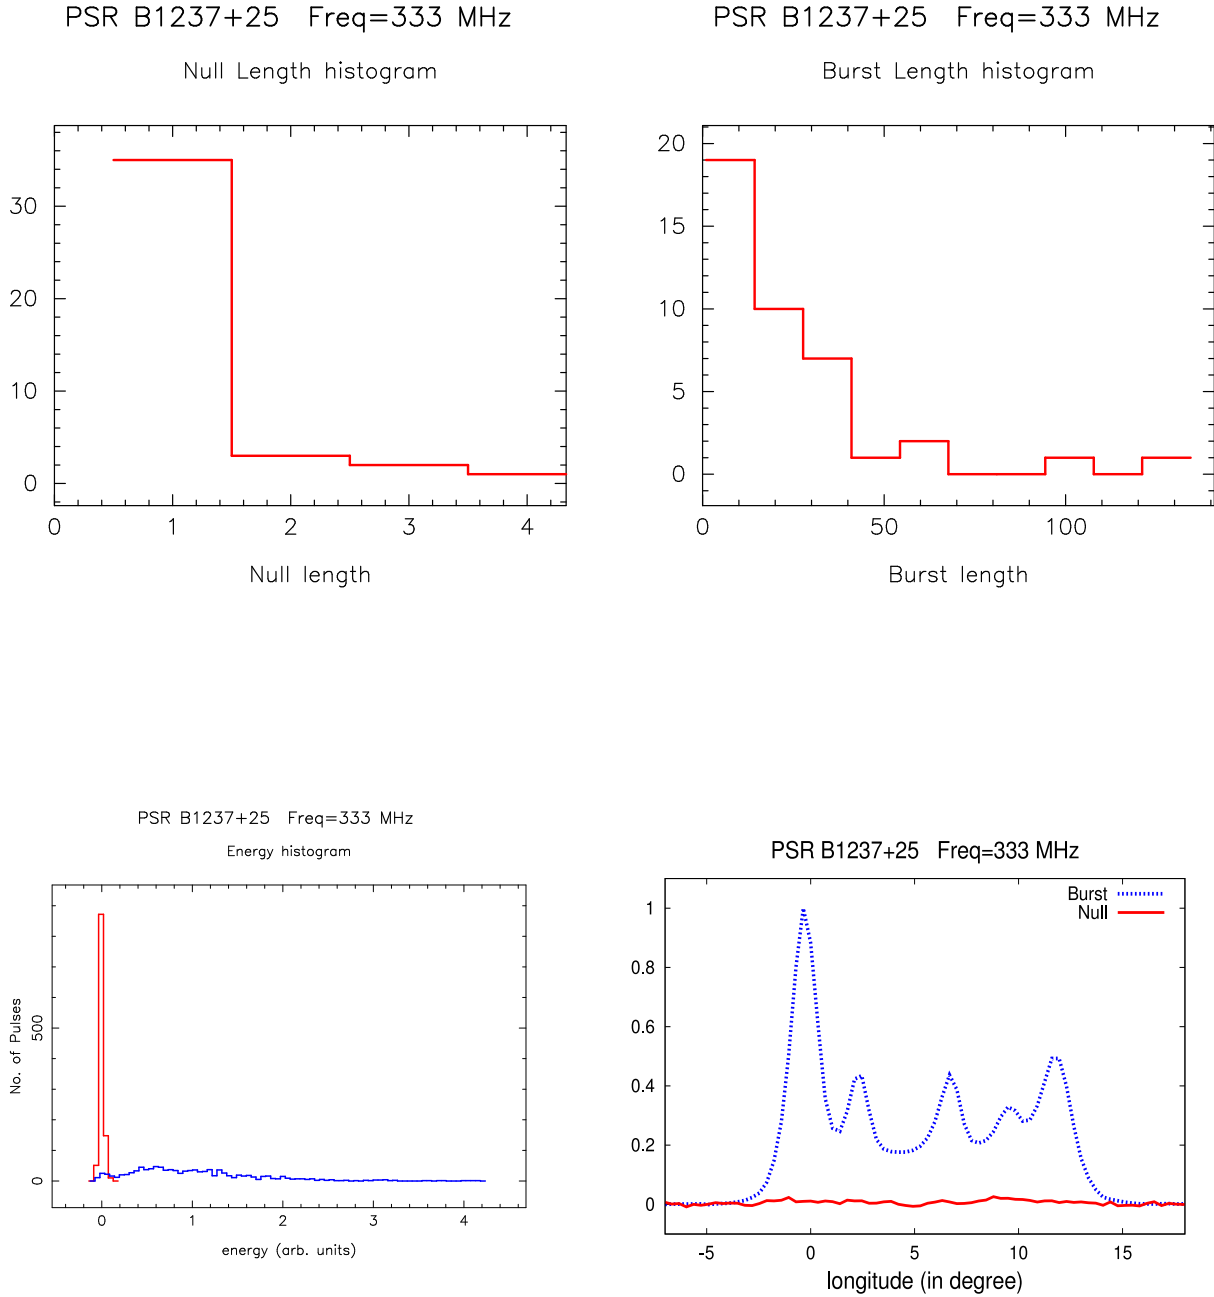 PSR B1237+25 Freq=333 MHz
Null Length histogram
30
20
10
0
0 1 2 3 4
Null length
PSR B1237+25 Freq=333 MHz
Burst Length histogram
20
15
10
5
0
0 50 100
Burst length
PSR B1237+25 Freq=333 MHz
Energy histogram
No. of Pulses
500
0
0 1 2 3 4
energy (arb. units)
PSR B1237+25 Freq=333 MHz
Burst
Null
1
0.8
0.6
0.4
0.2
0
-5 0 5 10 15
longitude (in degree)